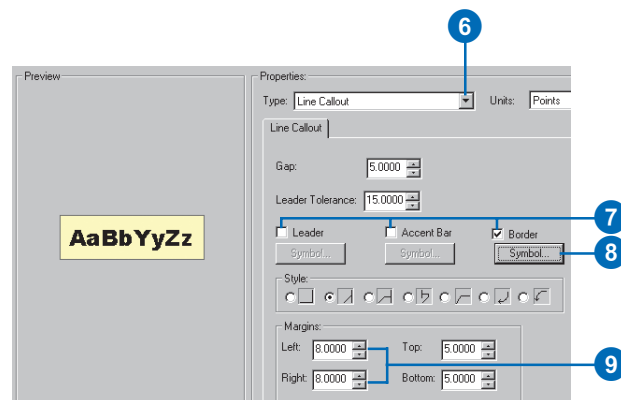 6
Preview
Properties:
Type: Line Callout Units: Points
Line Callout
Gap: 5.0000
Leader Tolerance: 15.0000
7
Leader Accent Bar Border
AaBbYyZz
Symbol... Symbol... Symbol...
8
Style:
Margins:
Left: 8.0000 Top: 5.0000
9
Right: 8.0000 Bottom: 5.0000